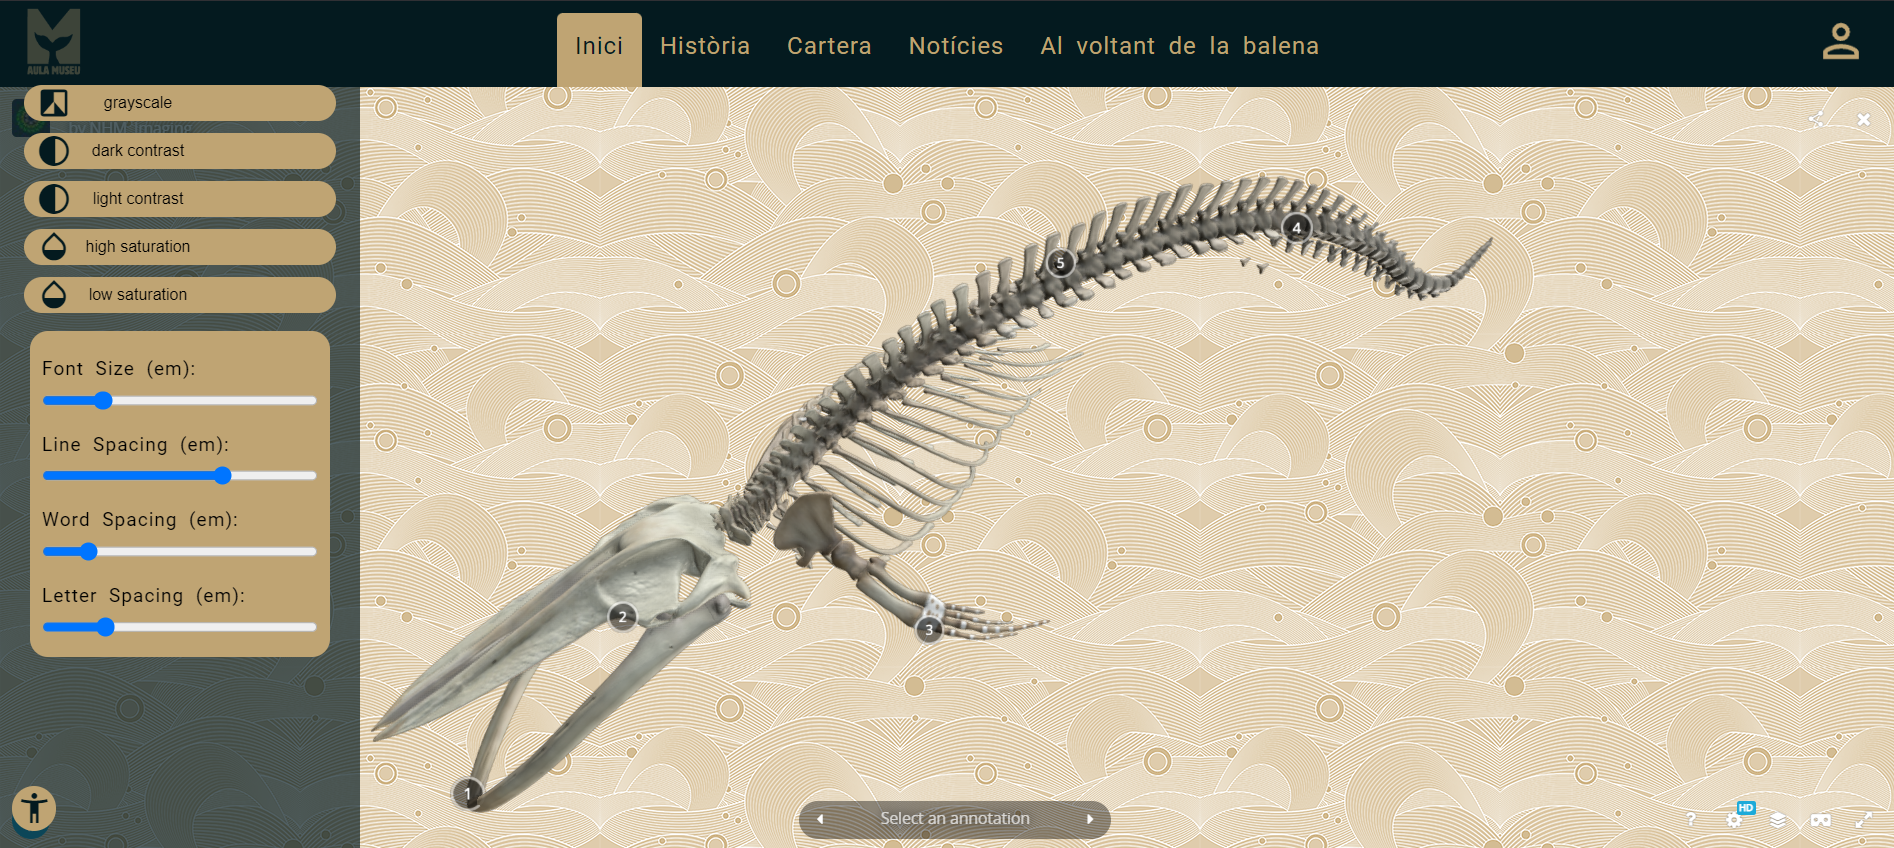 AULA MUSEU
Inici
Història
Cartera
Notícies
Al voltant de la balena
grayscale
by NHM_Imaging
dark contrast
light contrast
high saturation
low saturation
Font Size (em):
Line Spacing (em):
Word Spacing (em):
Letter Spacing (em):
4
5
2
3
1
Select an annotation
?
HD